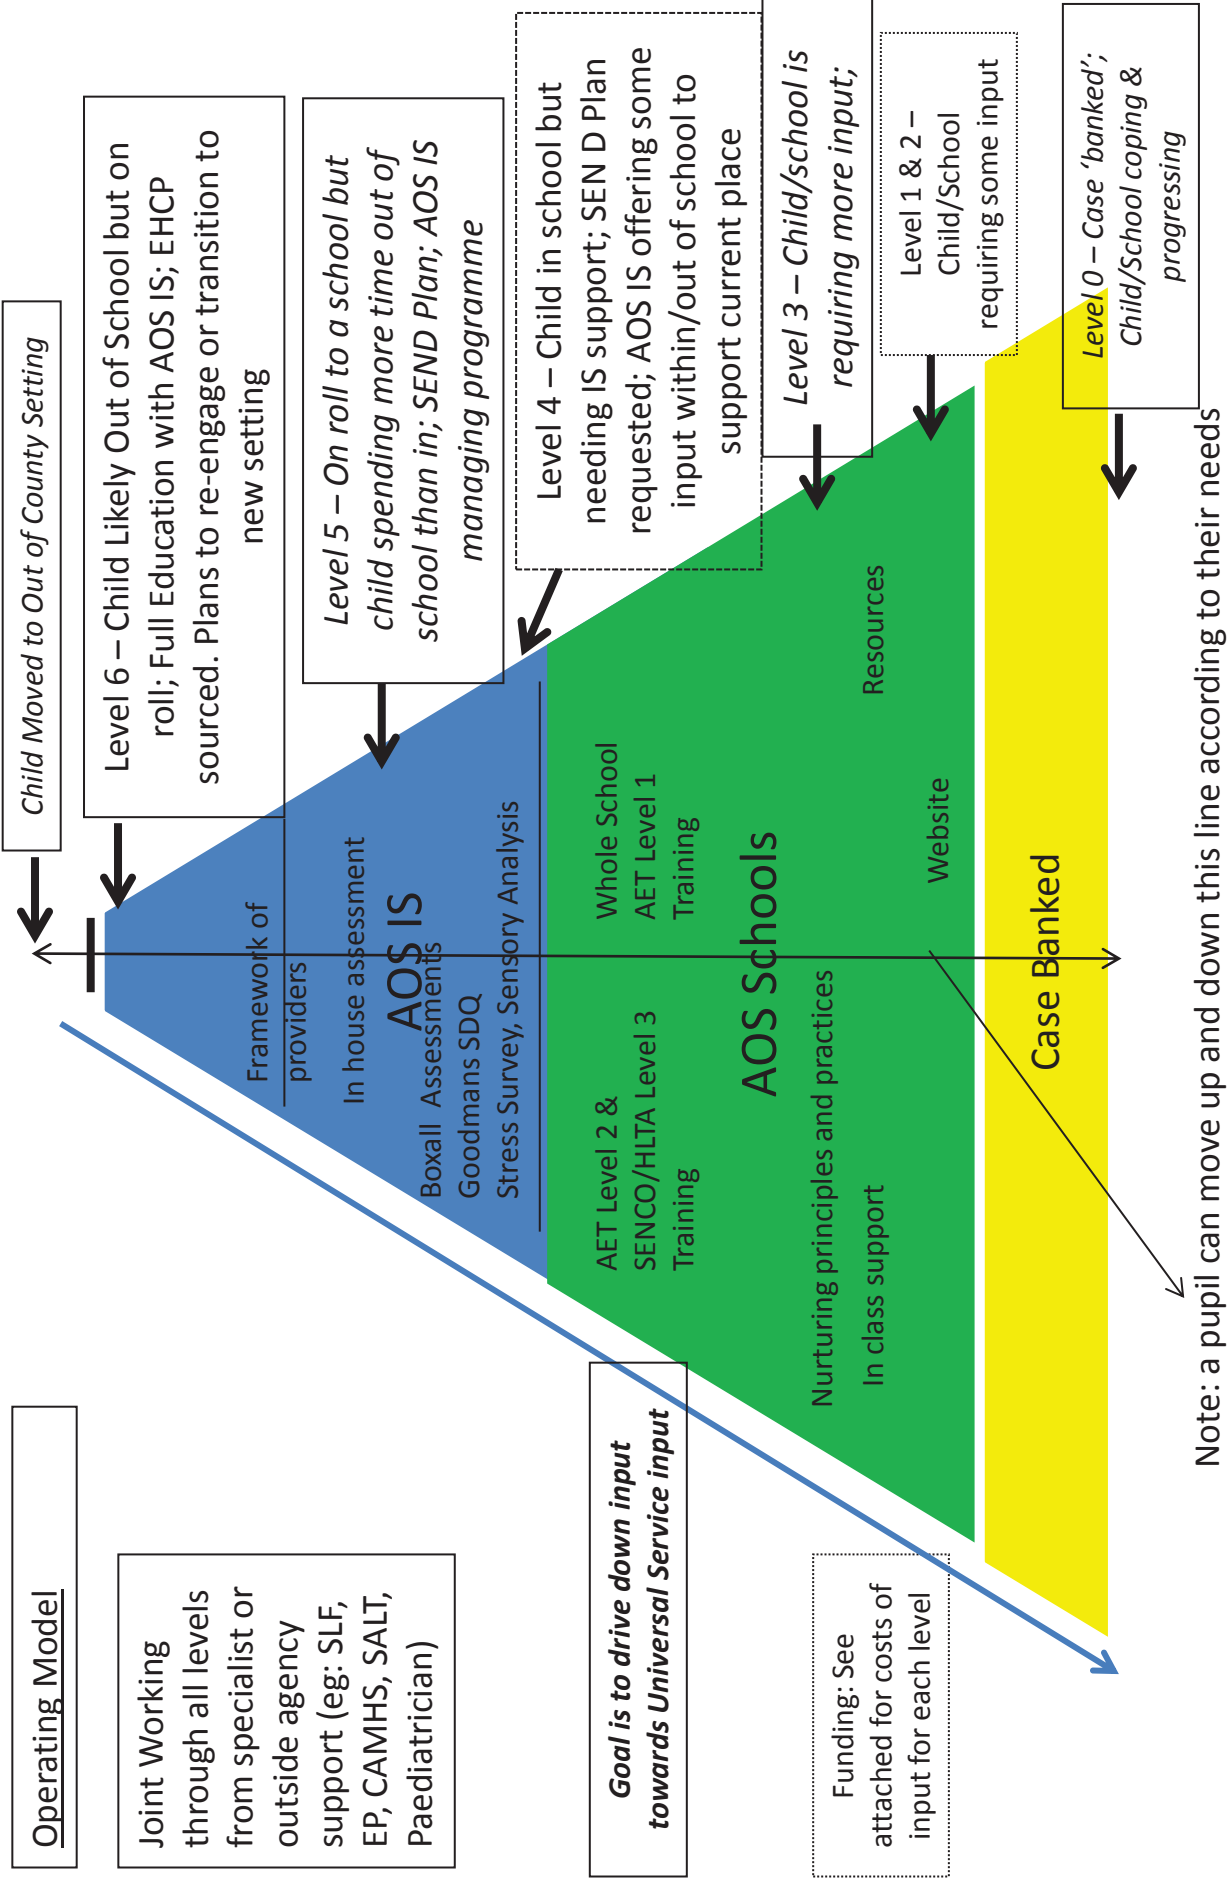 Operating Model
Joint Working
through all levels
from specialist or
outside agency
support (eg: SLF,
EP, CAMHS, SALT,
Paediatrician)
Goal is to drive down input
towards Universal Service input
Funding: See
attached for costs of
input for each level
Child Moved to Out of County Setting
Level 6 – Child Likely Out of School but on
roll; Full Education with AOS IS; EHCP
sourced. Plans to re-engage or transition to
new setting
Level 5 – On roll to a school but
child spending more time out of
school than in; SEND Plan; AOS IS
managing programme
Level 4 – Child in school but
needing IS support; SEN D Plan
requested; AOS IS offering some
input within/out of school to
support current place
Level 3 – Child/school is
requiring more input;
Level 1 & 2 –
Child/School
requiring some input
Level 0 – Case ‘banked’;
Child/School coping &
progressing
Framework of
providers
In house assessment
AOS IS
Boxall Assessments
Goodmans SDQ
Stress Survey, Sensory Analysis
AET Level 2 &
SENCO/HLTA Level 3
Training
Whole School
AET Level 1
Training
AOS Schools
Nurturing principles and practices
In class support
Resources
Website
Case Banked
Note: a pupil can move up and down this line according to their needs